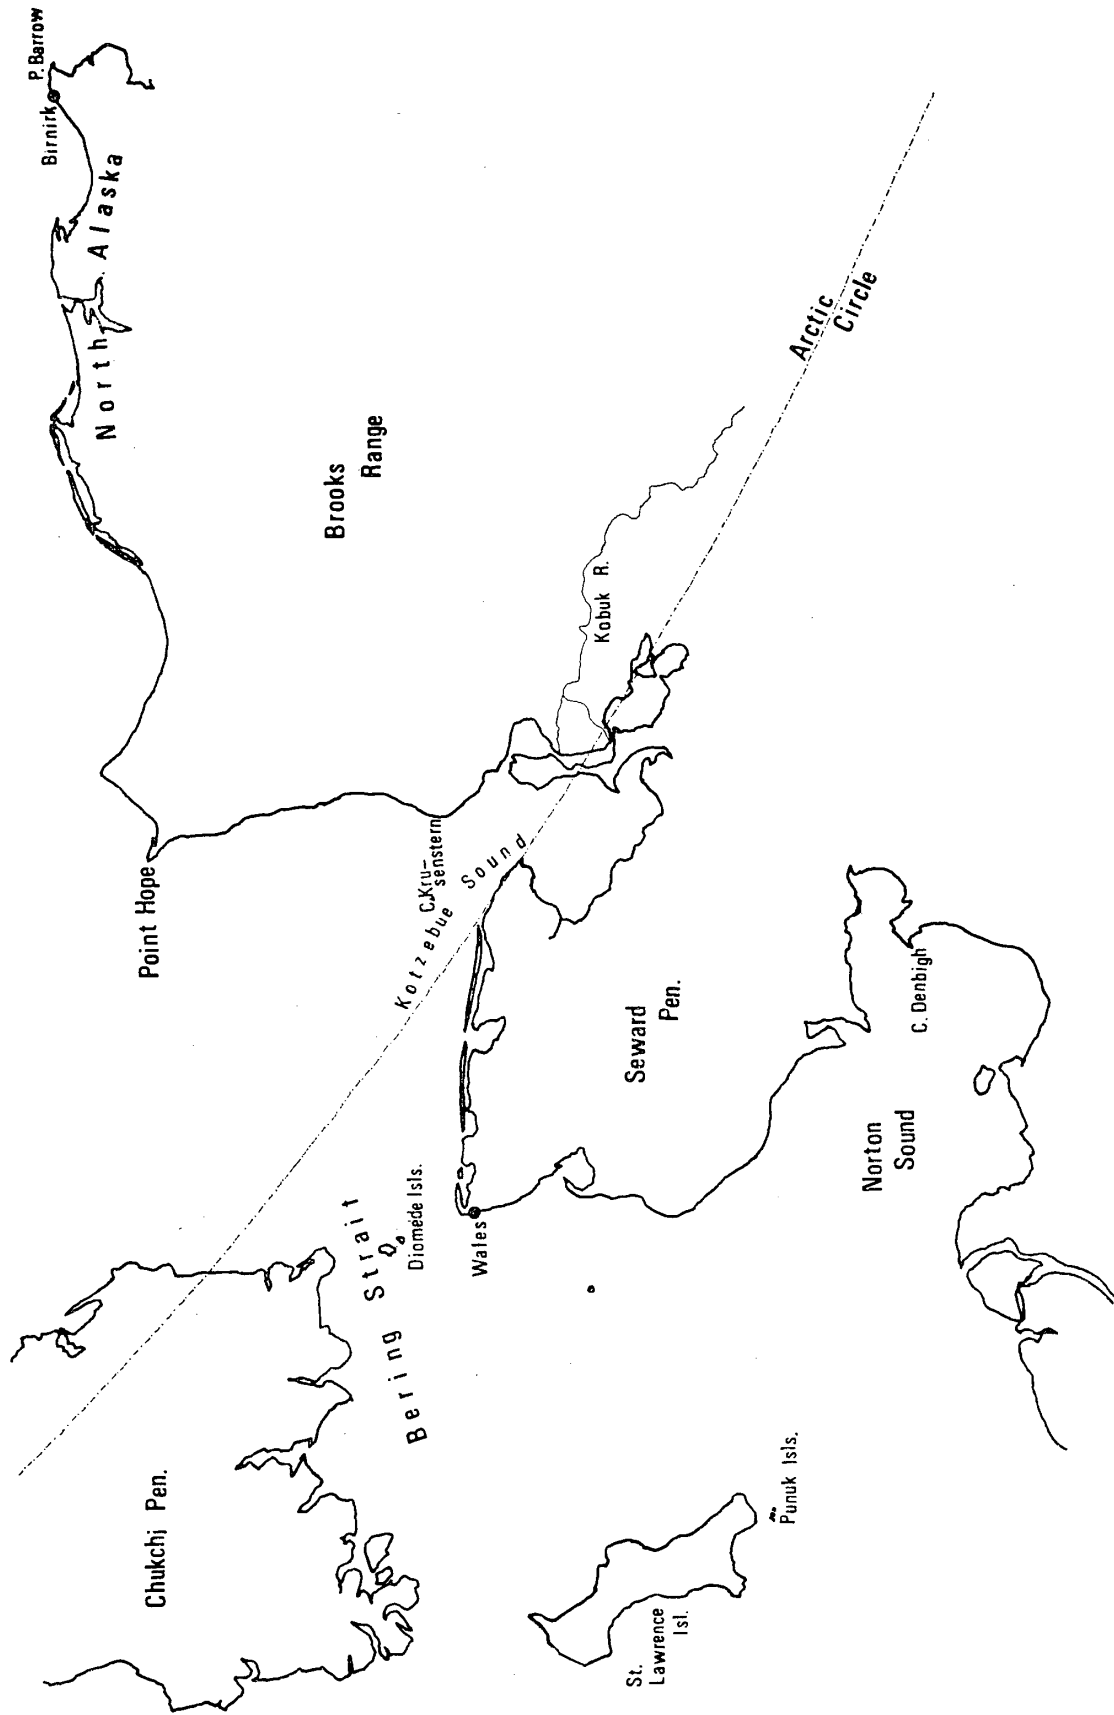 P. Barrow
Birnirk
North Alaska
Point Hope
Brooks
Range
C.Kru-
senstern
Kotzebue Sound
Kobuk R.
Arctic
Circle
Chukchi Pen.
Bering Strait
Diomede Isls.
Wales
Seward
Pen.
C. Denbigh
Norton
Sound
St.
Lawrence
Isl.
Punuk Isls.